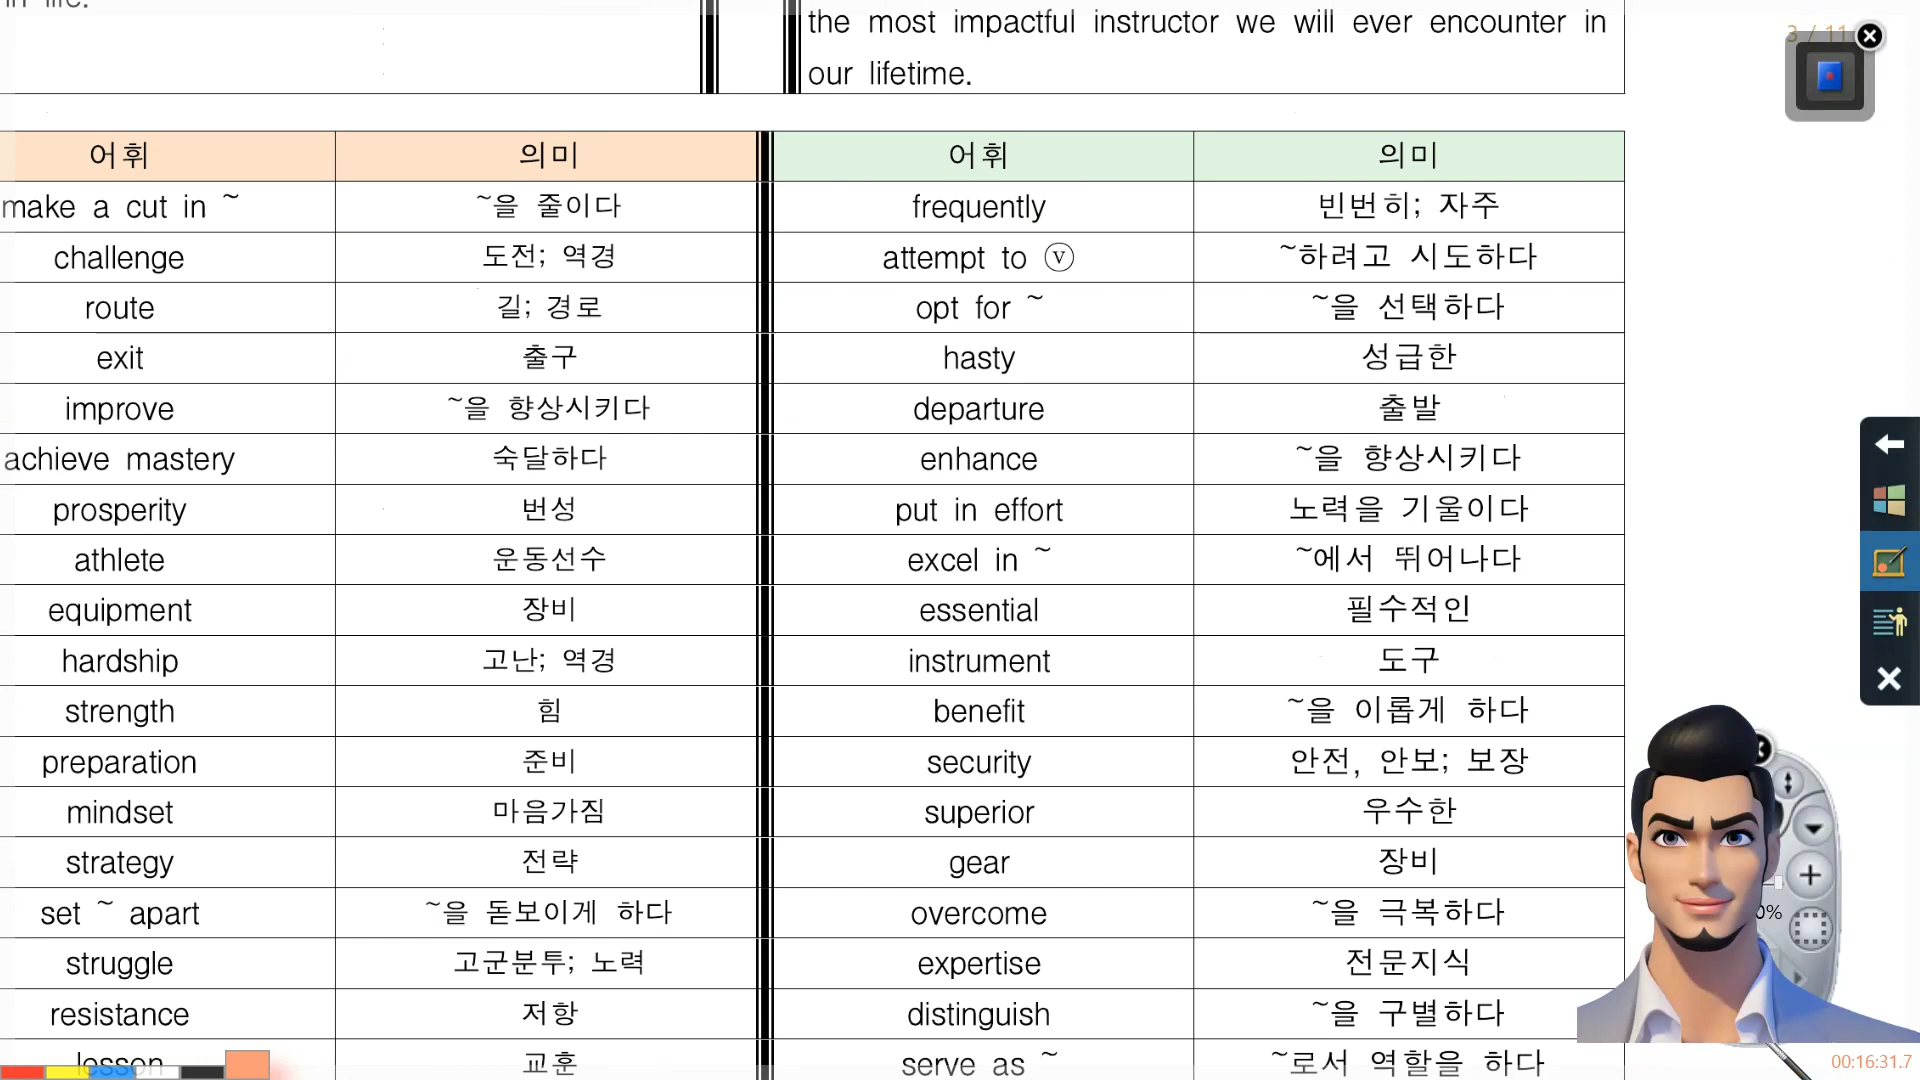 in life.
the most impactful instructor we will ever encounter in
our lifetime.
3 / 11
어휘 의미 어휘 의미
make a cut in ~ ~을 줄이다 frequently 빈번히; 자주
challenge 도전; 역경 attempt to ⓥ ~하려고 시도하다
route 길; 경로 opt for ~ ~을 선택하다
exit 출구 hasty 성급한
improve ~을 향상시키다 departure 출발
achieve mastery 숙달하다 enhance ~을 향상시키다
prosperity 번성 put in effort 노력을 기울이다
athlete 운동선수 excel in ~ ~에서 뛰어나다
equipment 장비 essential 필수적인
hardship 고난; 역경 instrument 도구
strength 힘 benefit ~을 이롭게 하다
preparation 준비 security 안전, 안보; 보장
mindset 마음가짐 superior 우수한
strategy 전략 gear 장비
set ~ apart ~을 돋보이게 하다 overcome ~을 극복하다
struggle 고군분투; 노력 expertise 전문지식
resistance 저항 distinguish ~을 구별하다
lesson 교훈 serve as ~ ~로서 역할을 하다
0%
00:16:31.7